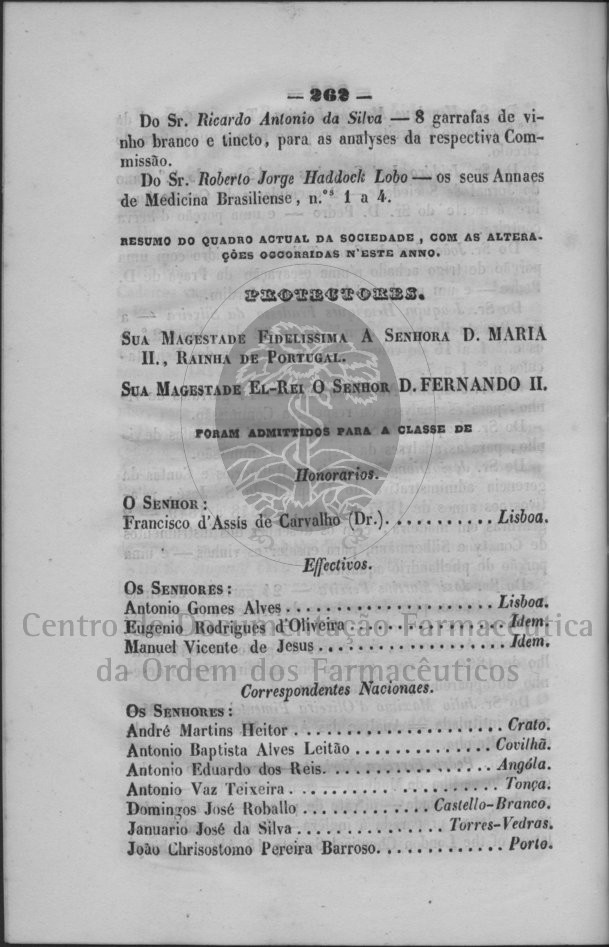 — 262 —
Do Sr. Ricardo Antonio da Silva — 8 garrafas de vi-
nho branco e tincto, para as analyses da respectiva Com-
missão.
Do Sr. Roberto Jorge Haddock Lobo — os seus Annaes
de Medicina Brasiliense, n.os 1 a 4.
RESUMO DO QUADRO ACTUAL DA SOCIEDADE, COM AS ALTERA-
ÇÕES OCCORRIDAS N'ESTE ANNO.
PROTECTORES.
SUA MAGESTADE FIDELISSIMA A SENHORA D. MARIA
II., RAINHA DE PORTUGAL.
SUA MAGESTADE EL-REI O SENHOR D. FERNANDO II.
FORAM ADMITTIDOS PARA A CLASSE DE
Honorarios.
O SENHOR:
Francisco d'Assis de Carvalho (Dr.). . . . . . . . . . . Lisboa.
Effectivos.
OS SENHORES:
Antonio Gomes Alves . . . . . . . . . . . . . . . . . . Lisboa.
Eugenio Rodrigues d'Oliveira . . . . . . . . . . . . . . Idem.
Centro de Documentação Farmacêutica
Manuel Vicente de Jesus . . . . . . . . . . . . . . . . . Idem.
da Ordem dos Farmacêuticos
Correspondentes Nacionaes.
OS SENHORES:
André Martins Heitor . . . . . . . . . . . . . . . . . . Crato.
Antonio Baptista Alves Leitão . . . . . . . . . . . . . Covilhã.
Antonio Eduardo dos Reis. . . . . . . . . . . . . . . . Angóla.
Antonio Vaz Teixeira . . . . . . . . . . . . . . . . . . Tonça.
Domingos José Roballo . . . . . . . . . . . . . Castello-Branco.
Januario José da Silva . . . . . . . . . . . . . . . Torres-Vedras.
João Chrisostomo Pereira Barroso. . . . . . . . . . . . Porto.